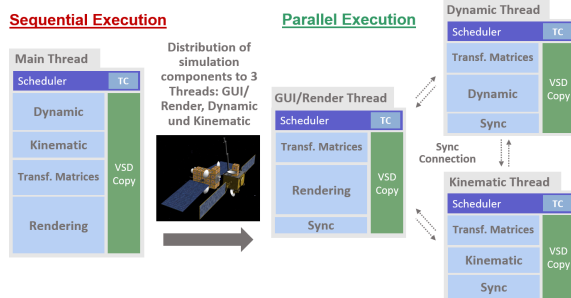 Sequential Execution
Main Thread
Scheduler TC
Dynamic
Kinematic
Transf. Matrices
Rendering
VSD
Copy
Distribution of
simulation
components to 3
Threads: GUI/
Render, Dynamic
und Kinematic
Parallel Execution
GUI/Render Thread
Scheduler TC
Transf. Matrices
Rendering
Sync
VSD
Copy
Dynamic Thread
Scheduler TC
Transf. Matrices
Dynamic
Sync
VSD
Copy
Sync
Connection
Kinematic Thread
Scheduler TC
Transf. Matrices
Kinematic
Sync
VSD
Copy